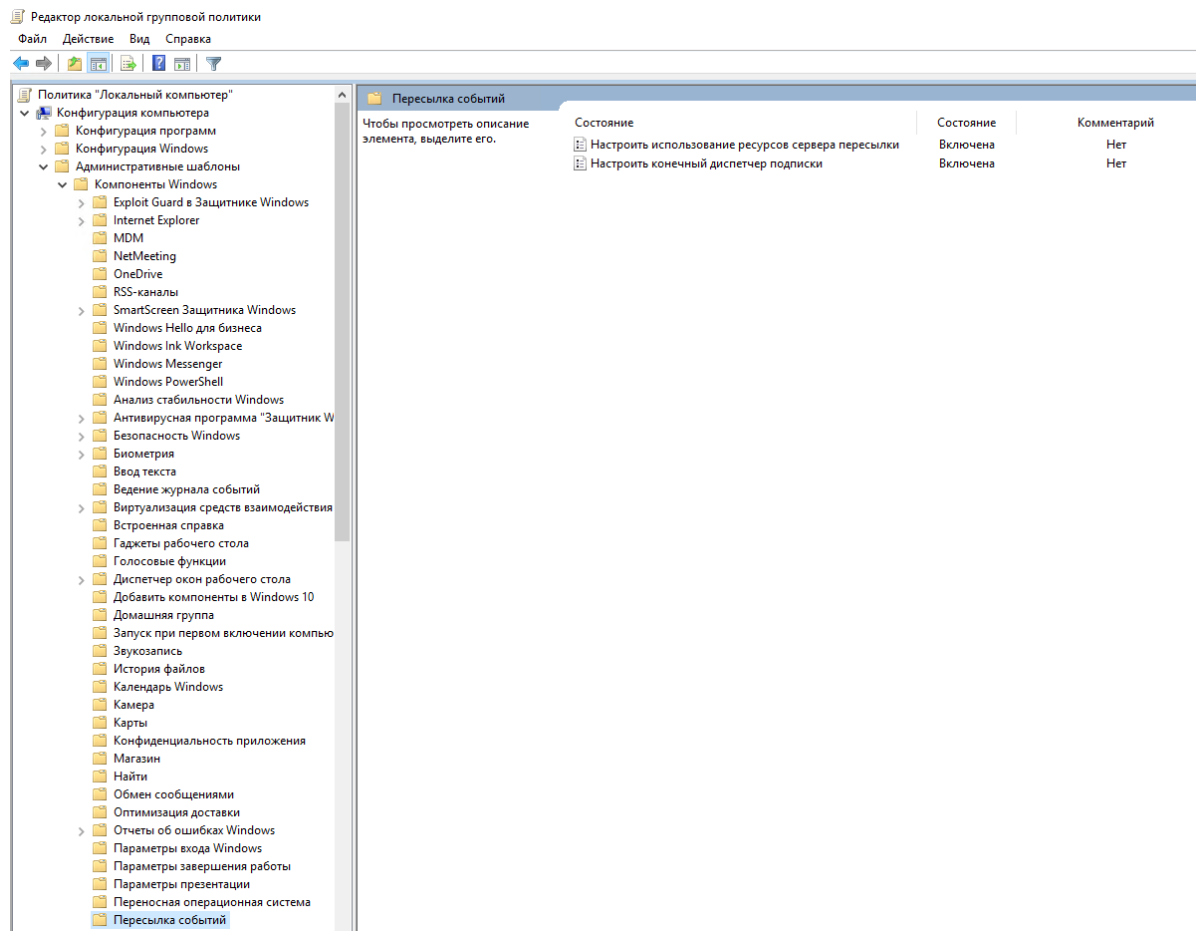 Редактор локальной групповой политики
Файл Действие Вид Справка
Политика "Локальный компьютер"
Конфигурация компьютера
Конфигурация программ
Конфигурация Windows
Административные шаблоны
Компоненты Windows
Exploit Guard в Защитнике Windows
Internet Explorer
MDM
NetMeeting
OneDrive
RSS-каналы
SmartScreen Защитника Windows
Windows Hello для бизнеса
Windows Ink Workspace
Windows Messenger
Windows PowerShell
Анализ стабильности Windows
Антивирусная программа "Защитник W
Безопасность Windows
Биометрия
Ввод текста
Ведение журнала событий
Виртуализация средств взаимодействия
Встроенная справка
Гаджеты рабочего стола
Голосовые функции
Диспетчер окон рабочего стола
Добавить компоненты в Windows 10
Домашняя группа
Запуск при первом включении компью
Звукозапись
История файлов
Календарь Windows
Камера
Карты
Конфиденциальность приложения
Магазин
Найти
Обмен сообщениями
Оптимизация доставки
Отчеты об ошибках Windows
Параметры входа Windows
Параметры завершения работы
Параметры презентации
Переносная операционная система
Пересылка событий
Пересылка событий
Чтобы просмотреть описание
элемента, выделите его.
Состояние Состояние Комментарий
Настроить использование ресурсов сервера пересылки Включена Нет
Настроить конечный диспетчер подписки Включена Нет